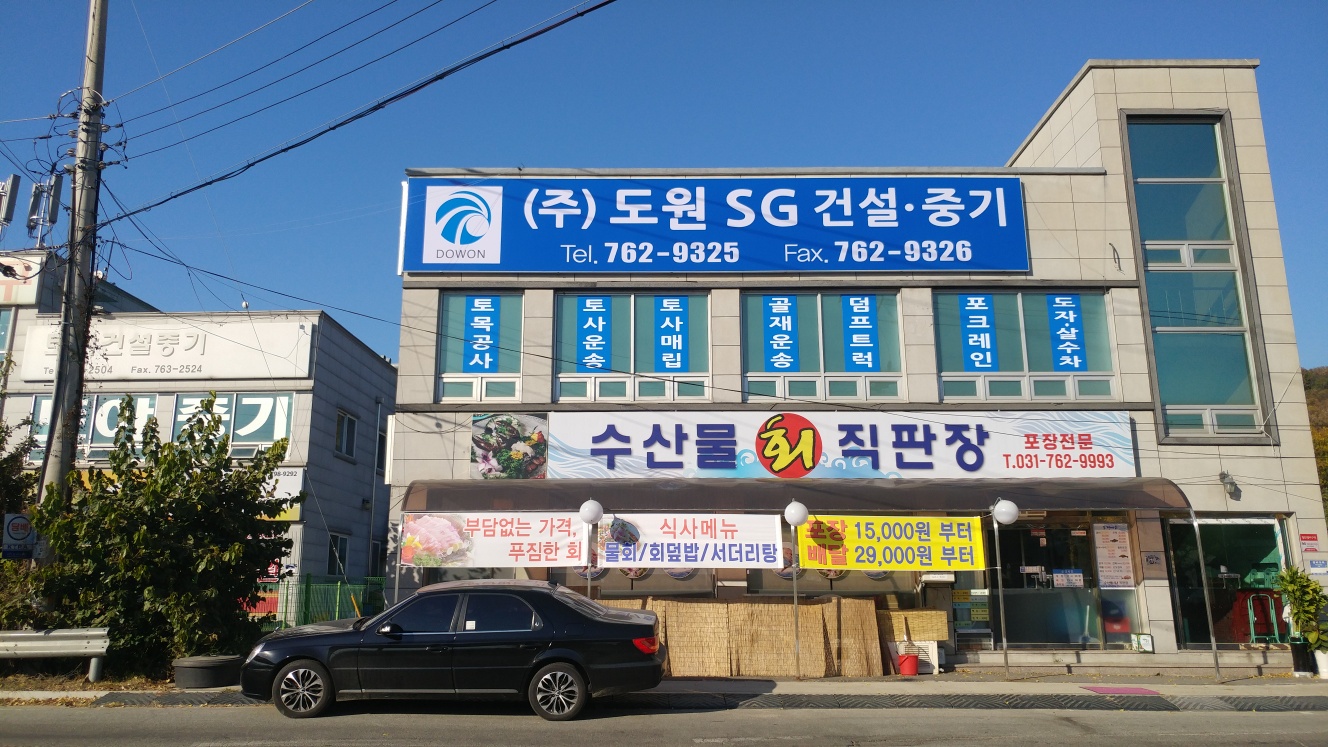 (주) 도원 SG 건설·중기
DOWON
Tel. 762-9325 Fax. 762-9326
토목공사
토사운송
토사매립
골재운송
덤프트럭
포크레인
도자·살수차
수산물 회 직판장
포장전문
T.031-762-9993
부담없는 가격,
푸짐한 회
식사메뉴
물회/회덮밥/서더리탕
포장 15,000원 부터
배달 29,000원 부터
건설중기
2504 Fax. 763-2524
중기